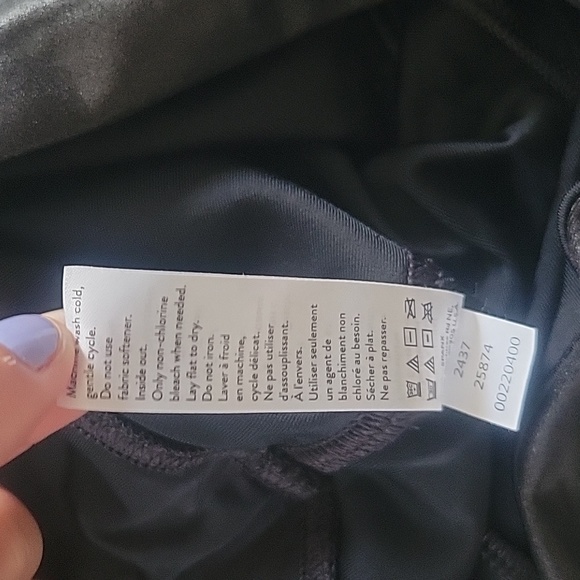 Machine wash cold,
gentle cycle.
Do not use
fabric softener.
Inside out.
Only non-chlorine
bleach when needed.
Lay flat to dry.
Do not iron.
Laver à froid
en machine,
cycle délicat.
Ne pas utiliser
d'assouplissant.
À l'envers.
Utiliser seulement
un agent de
blanchiment non
chloré au besoin.
Sécher à plat.
Ne pas repasser.
2437
25874
00220400